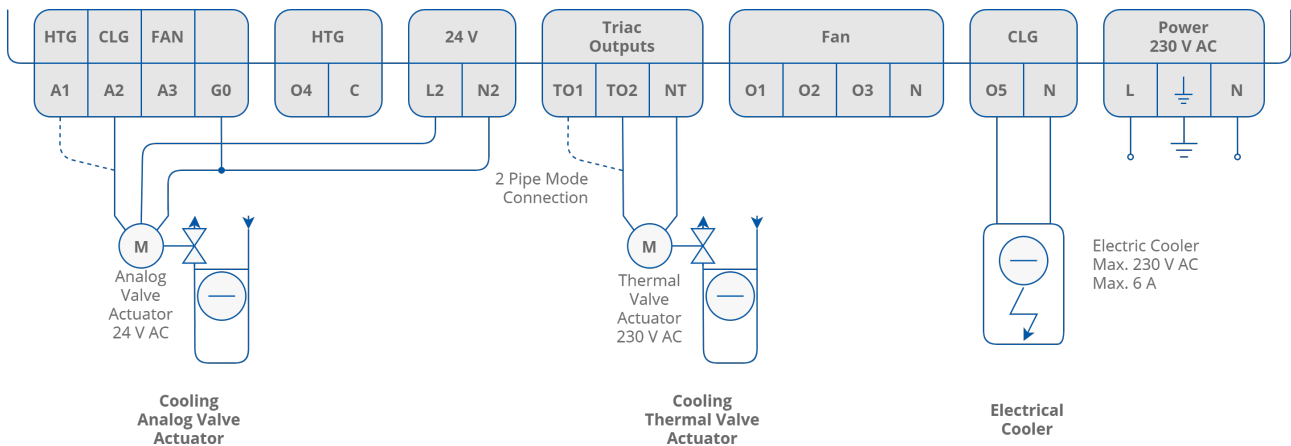 HTG CLG FAN
HTG
24 V
Triac
Outputs
Fan
CLG
Power
230 V AC
A1 A2 A3 G0
O4 C
L2 N2
TO1 TO2 NT
O1 O2 O3 N
O5 N
L N
2 Pipe Mode
Connection
M
Analog
Valve
Actuator
24 V AC
M
Thermal
Valve
Actuator
230 V AC
Electric Cooler
Max. 230 V AC
Max. 6 A
Cooling
Analog Valve
Actuator
Cooling
Thermal Valve
Actuator
Electrical
Cooler